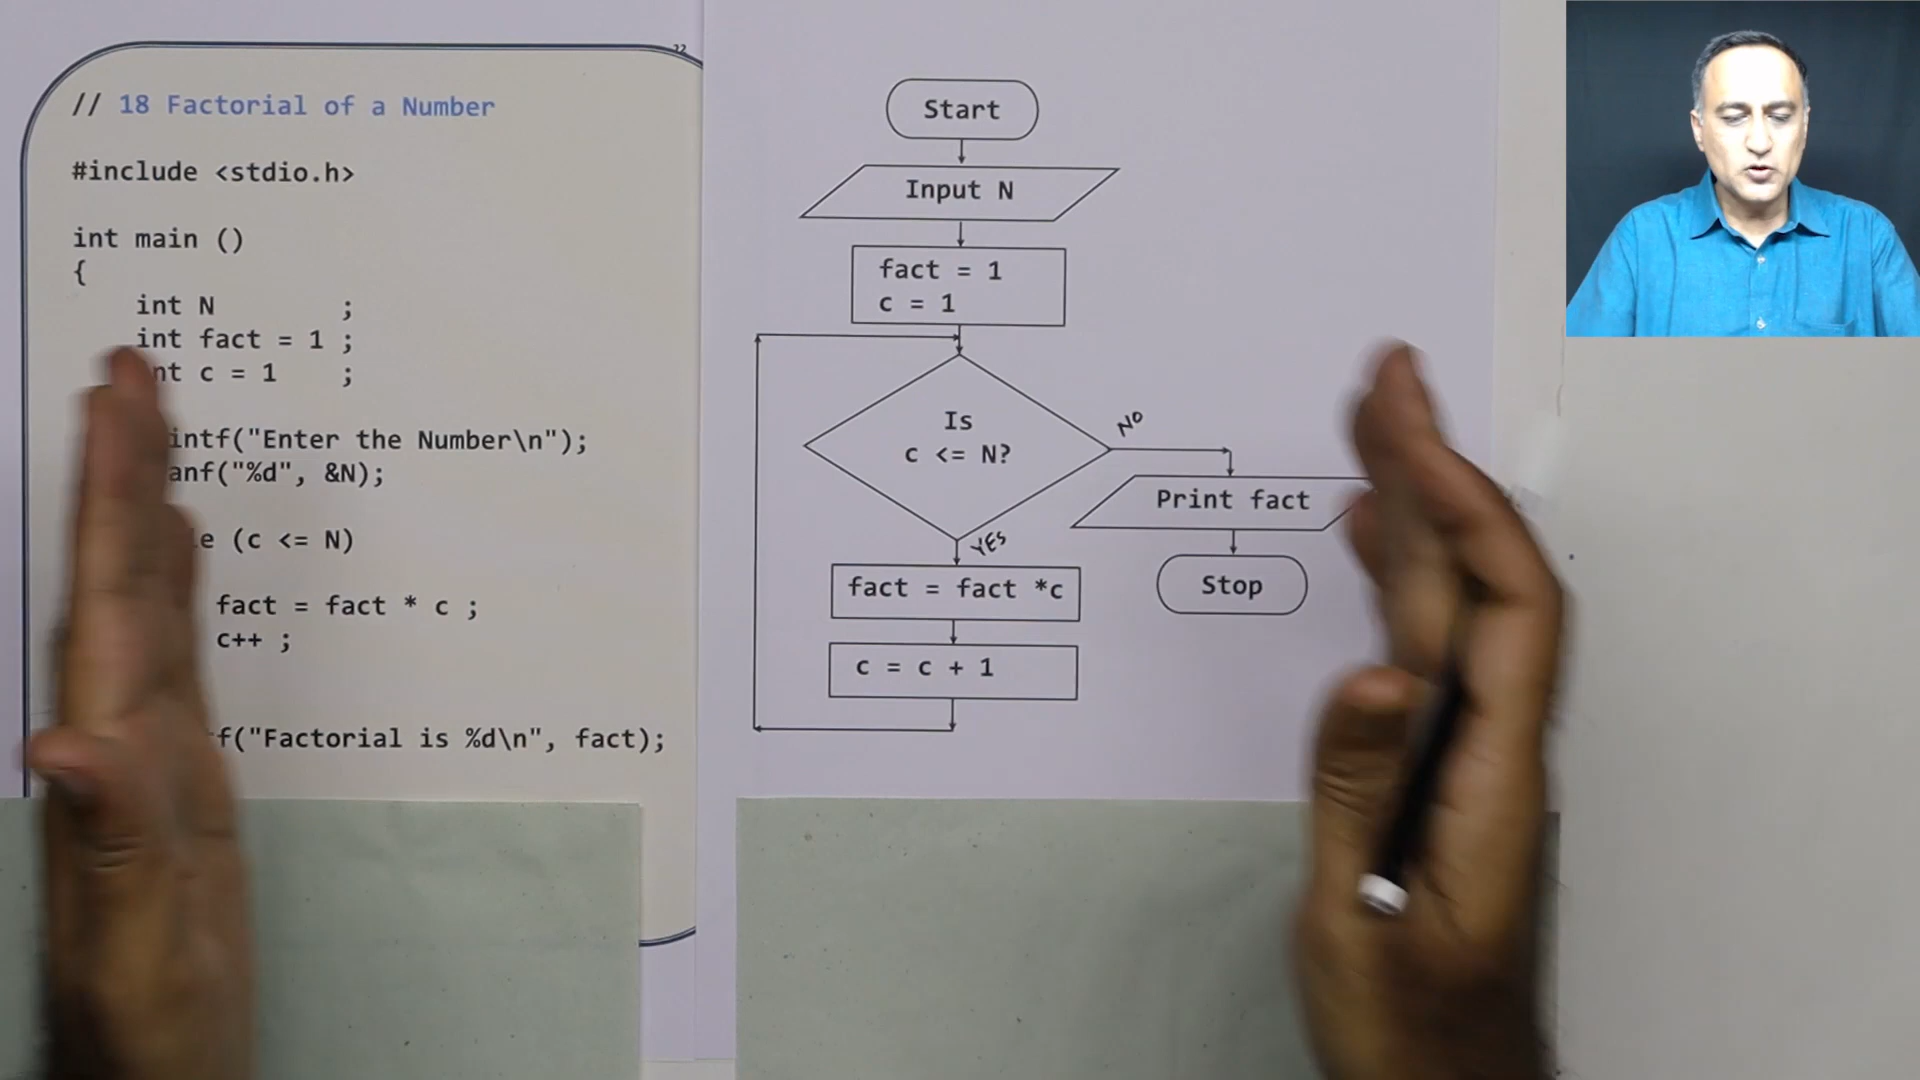 22
// 18 Factorial of a Number
#include <stdio.h>
int main ()
{
int N ;
int fact = 1 ;
nt c = 1 ;
intf("Enter the Number\n");
anf("%d", &N);
e (c <= N)
fact = fact * c ;
c++ ;
f("Factorial is %d\n", fact);
Start
Input N
fact = 1
c = 1
Is
c <= N?
NO
YES
Print fact
Stop
fact = fact *c
c = c + 1